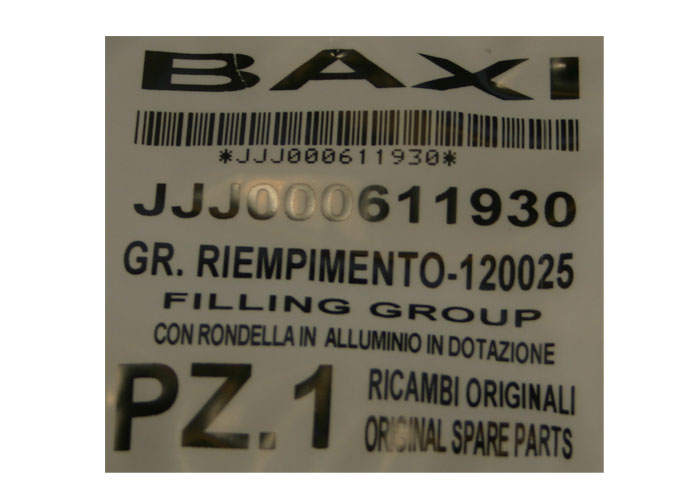 BAXI
*JJJ000611930*
JJJ000611930
GR. RIEMPIMENTO-120025
FILLING GROUP
CON RONDELLA IN ALLUMINIO IN DOTAZIONE
PZ.1
RICAMBI ORIGINALI
ORIGINAL SPARE PARTS